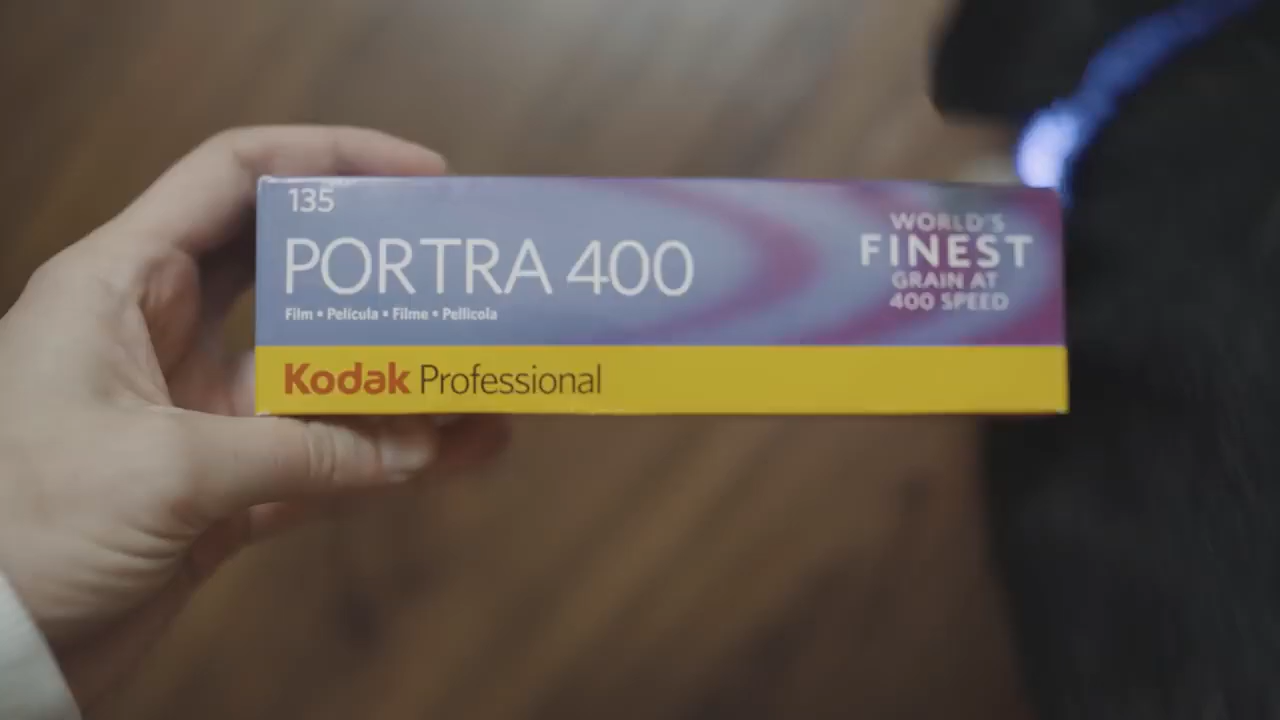 135
PORTRA 400
Film • Película • Filme • Pellicola
WORLD'S
FINEST
GRAIN AT
400 SPEED
Kodak Professional